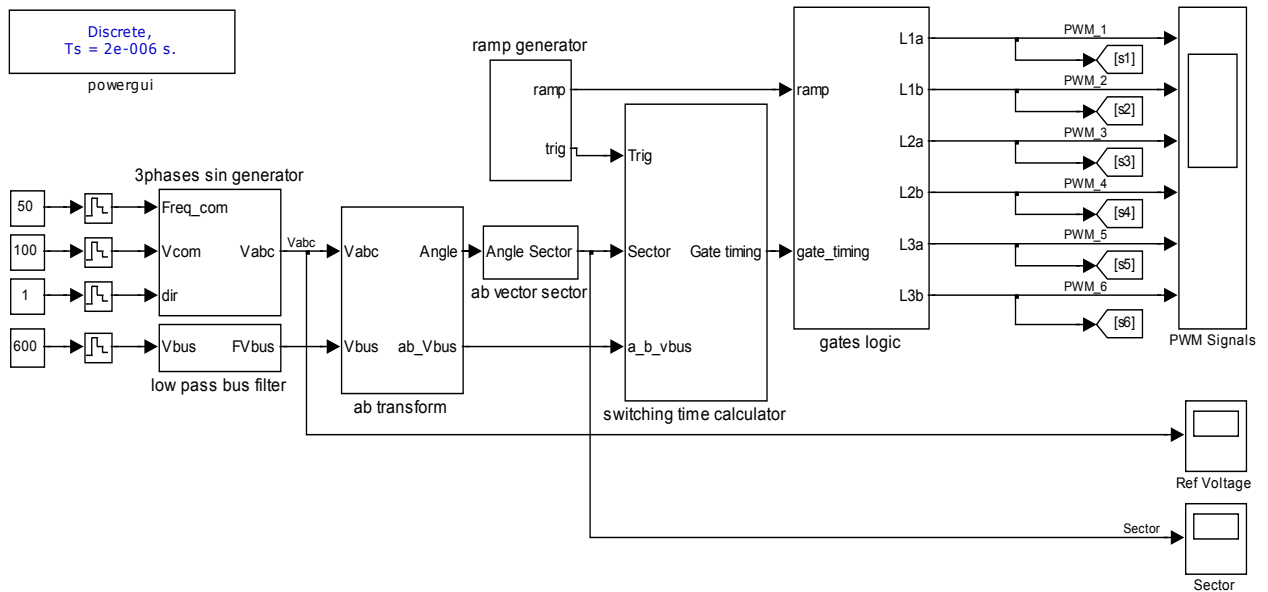 Discrete,
Ts = 2e-006 s.
powergui
ramp generator
ramp
trig
3phases sin generator
50
Freq_com
100
Vcom
Vabc
Vabc
1
dir
600
Vbus
FVbus
low pass bus filter
Vabc
Angle
Vbus
ab_Vbus
ab transform
Angle Sector
ab vector sector
Trig
Sector
Gate timing
a_b_vbus
switching time calculator
ramp
gate_timing
L1a
L1b
L2a
L2b
L3a
L3b
gates logic
PWM_1
[s1]
PWM_2
[s2]
PWM_3
[s3]
PWM_4
[s4]
PWM_5
[s5]
PWM_6
[s6]
PWM Signals
Ref Voltage
Sector
Sector